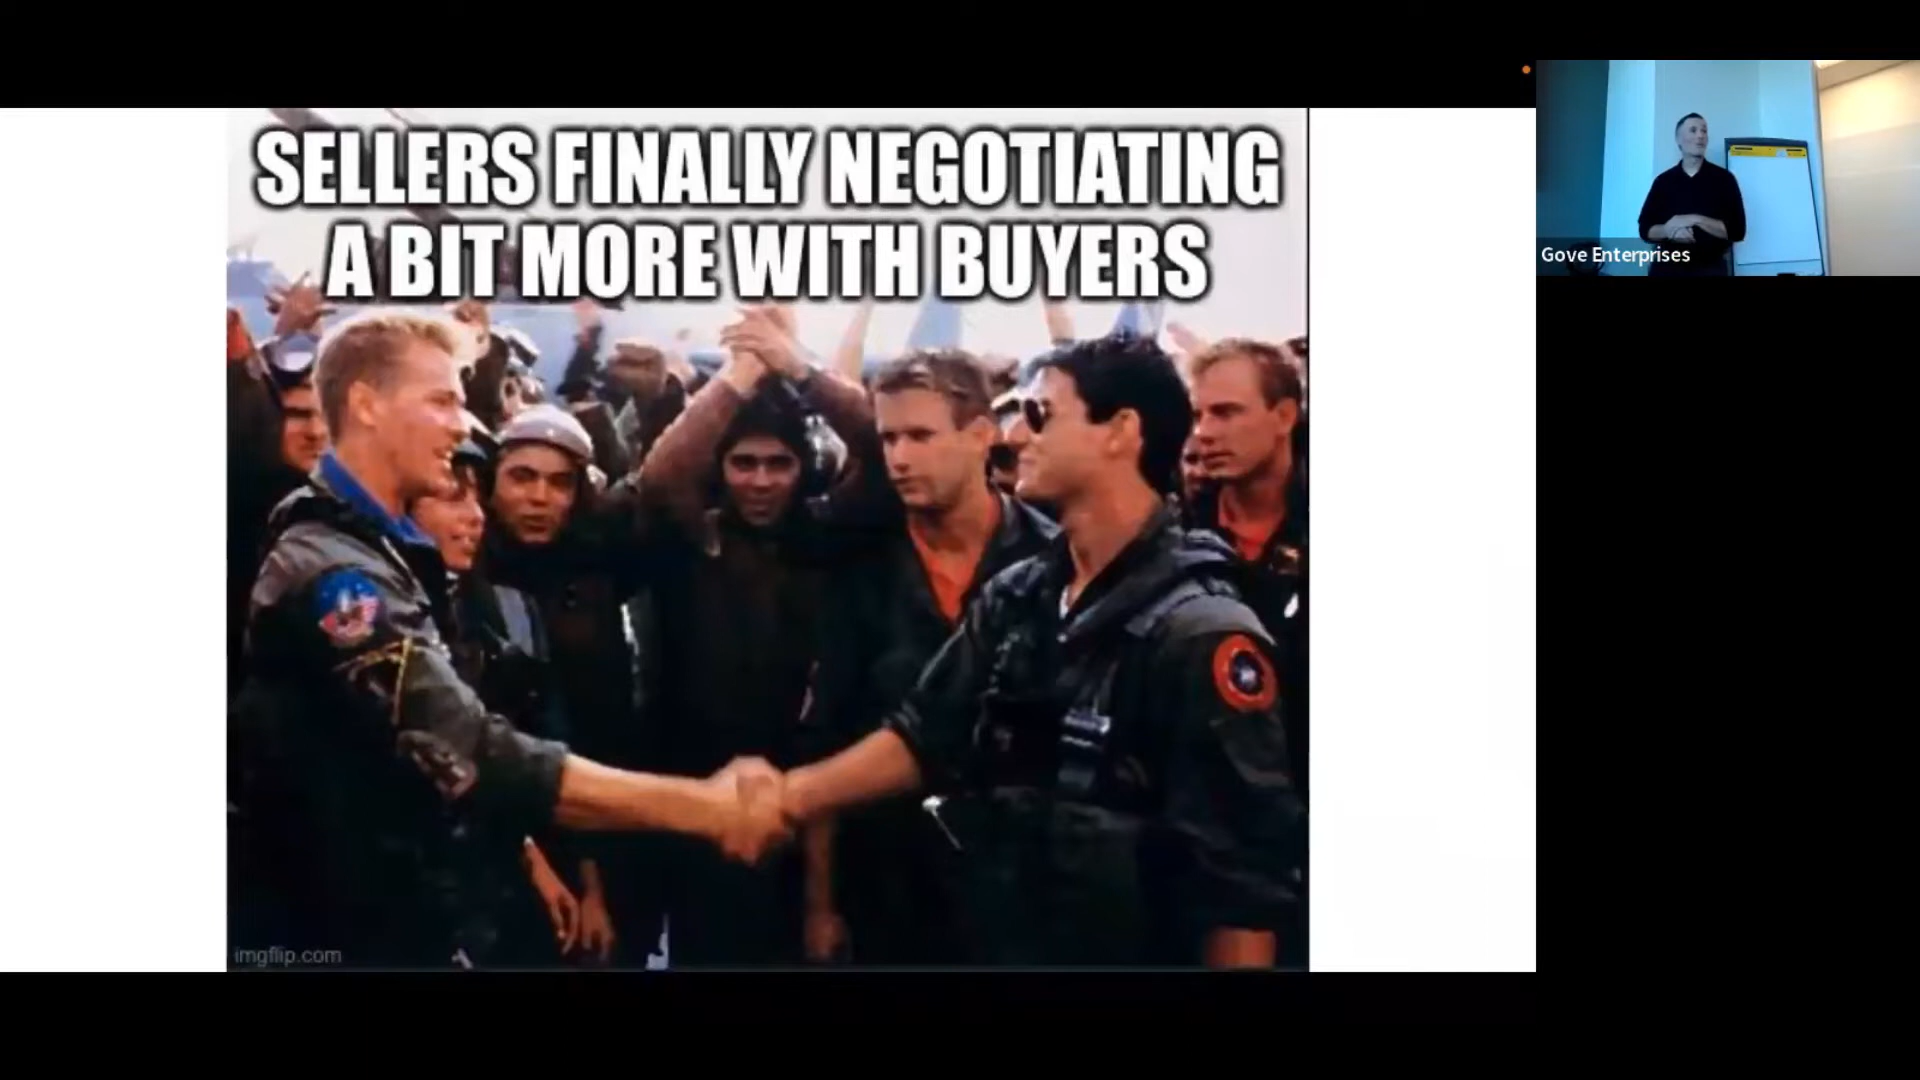 SELLERS FINALLY NEGOTIATING
A BIT MORE WITH BUYERS
Gove Enterprises
imgflip.com